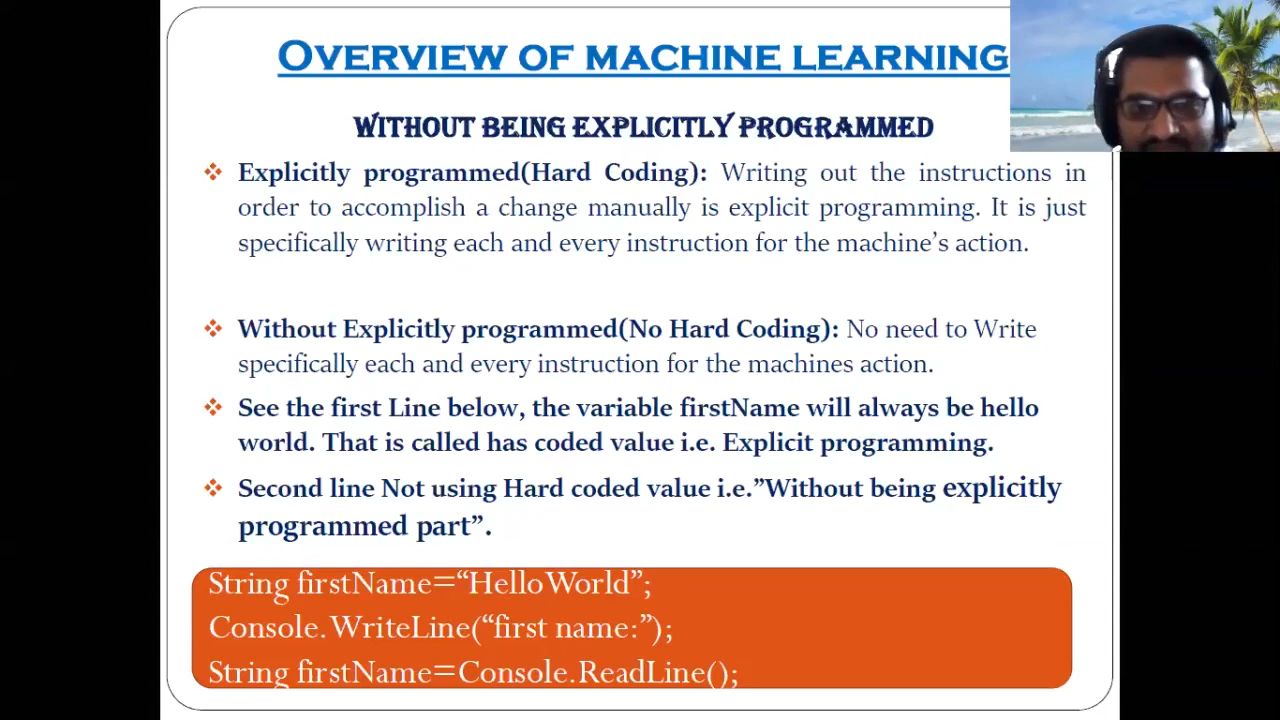 OVERVIEW OF MACHINE LEARNING
WITHOUT BEING EXPLICITLY PROGRAMMED
Explicitly programmed(Hard Coding): Writing out the instructions in
order to accomplish a change manually is explicit programming. It is just
specifically writing each and every instruction for the machine’s action.
Without Explicitly programmed(No Hard Coding): No need to Write
specifically each and every instruction for the machines action.
See the first Line below, the variable firstName will always be hello
world. That is called has coded value i.e. Explicit programming.
Second line Not using Hard coded value i.e.”Without being explicitly
programmed part”.
String firstName=“HelloWorld”;
Console.WriteLine(“first name:”);
String firstName=Console.ReadLine();